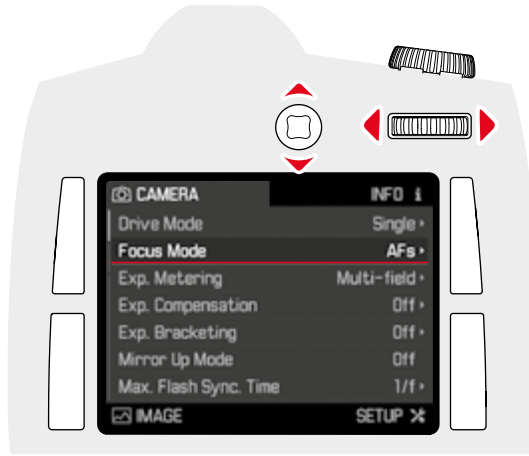 CAMERA INFO i
Drive Mode Single
Focus Mode AFs
Exp. Metering Multi-field
Exp. Compensation Off
Exp. Bracketing Off
Mirror Up Mode Off
Max. Flash Sync. Time 1/f
IMAGE SETUP